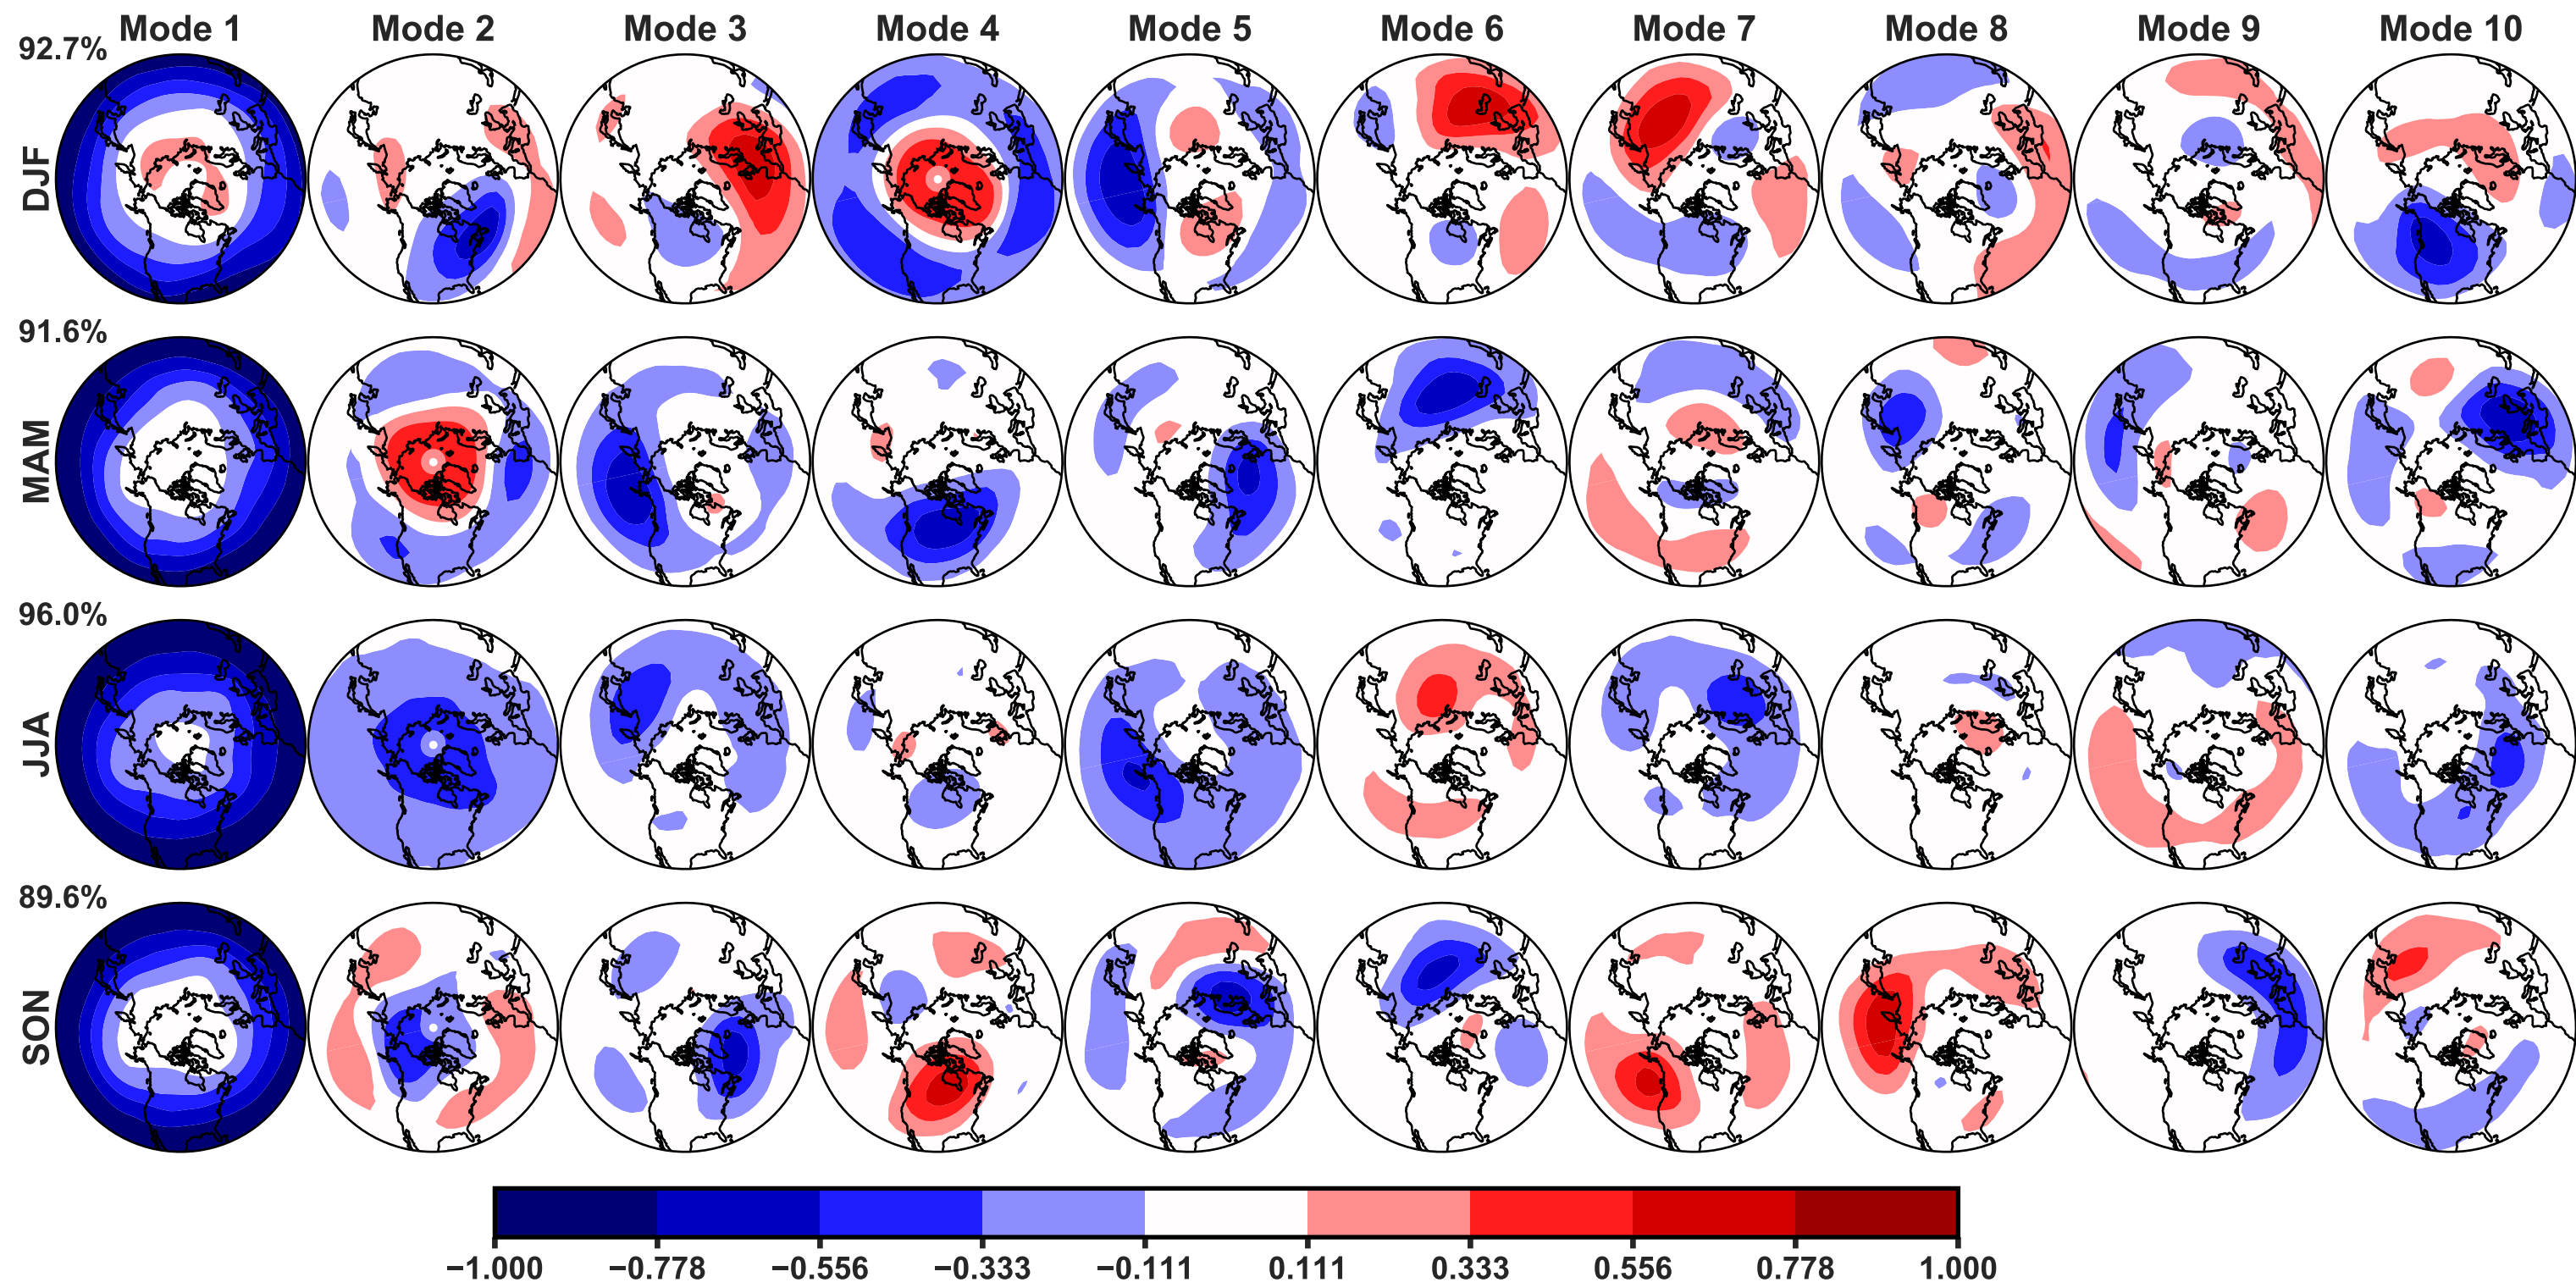 Mode 1 Mode 2 Mode 3 Mode 4 Mode 5 Mode 6 Mode 7 Mode 8 Mode 9 Mode 10
92.7%
DJF
91.6%
MAM
96.0%
JJA
89.6%
SON
−1.000 −0.778 −0.556 −0.333 −0.111 0.111 0.333 0.556 0.778 1.000